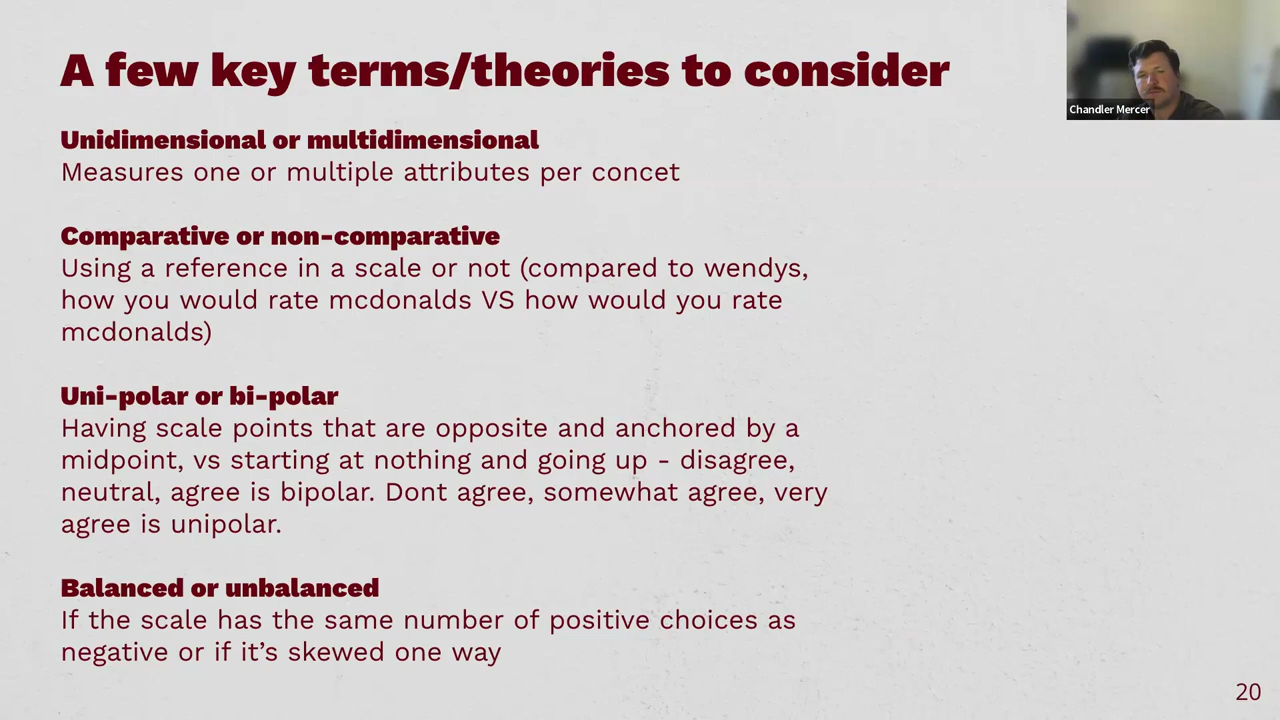 A few key terms/theories to consider
Chandler Mercer
Unidimensional or multidimensional
Measures one or multiple attributes per concet
Comparative or non-comparative
Using a reference in a scale or not (compared to wendys,
how you would rate mcdonalds VS how would you rate
mcdonalds)
Uni-polar or bi-polar
Having scale points that are opposite and anchored by a
midpoint, vs starting at nothing and going up - disagree,
neutral, agree is bipolar. Dont agree, somewhat agree, very
agree is unipolar.
Balanced or unbalanced
If the scale has the same number of positive choices as
negative or if it’s skewed one way
20